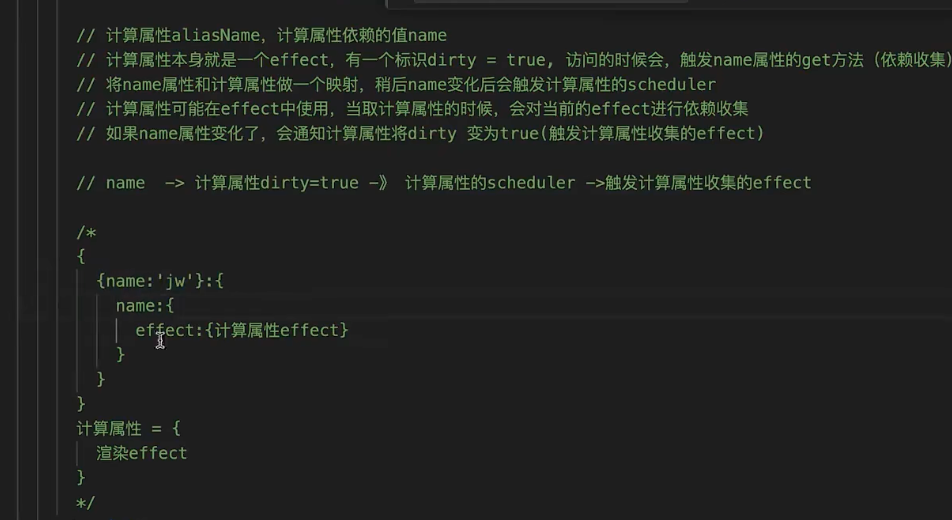 // 计算属性aliasName，计算属性依赖的值name
// 计算属性本身就是一个effect，有一个标识dirty = true, 访问的时候会，触发name属性的get方法（依赖收集)
// 将name属性和计算属性做一个映射，稍后name变化后会触发计算属性的scheduler
// 计算属性可能在effect中使用，当取计算属性的时候，会对当前的effect进行依赖收集
// 如果name属性变化了，会通知计算属性将dirty 变为true(触发计算属性收集的effect)
// name  -> 计算属性dirty=true -》 计算属性的scheduler ->触发计算属性收集的effect
/*
{
{name:'jw'}:{
name:{
effect:{计算属性effect}
}
}
}
计算属性 = {
渲染effect
}
*/